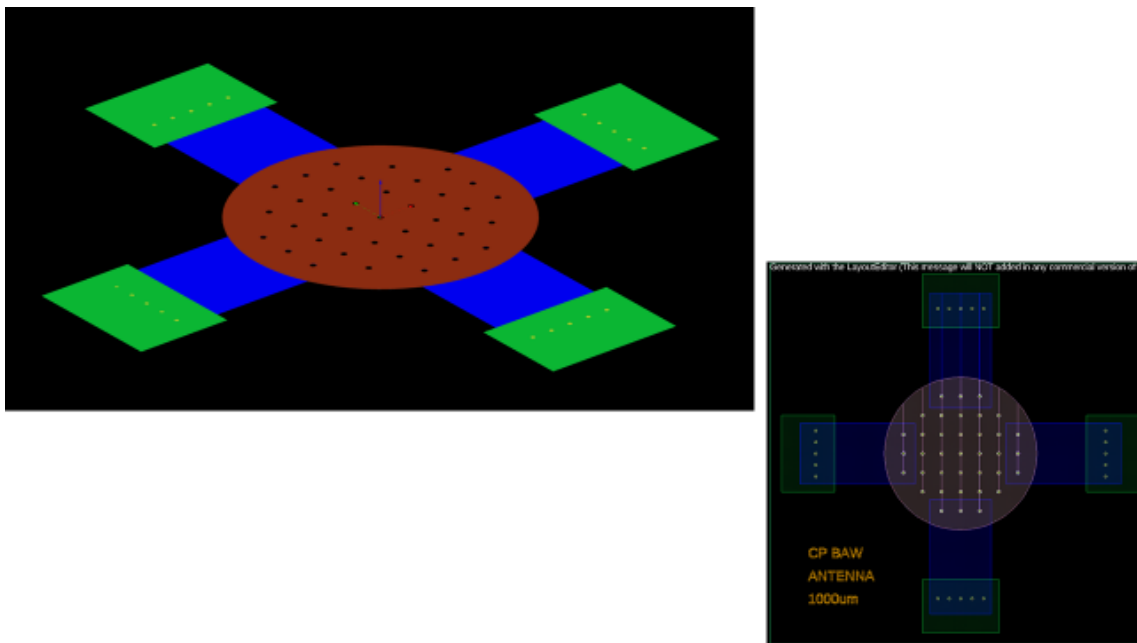 Generated with the LayoutEditor (This message will NOT added in any commercial version of
CP BAW
ANTENNA
1000um